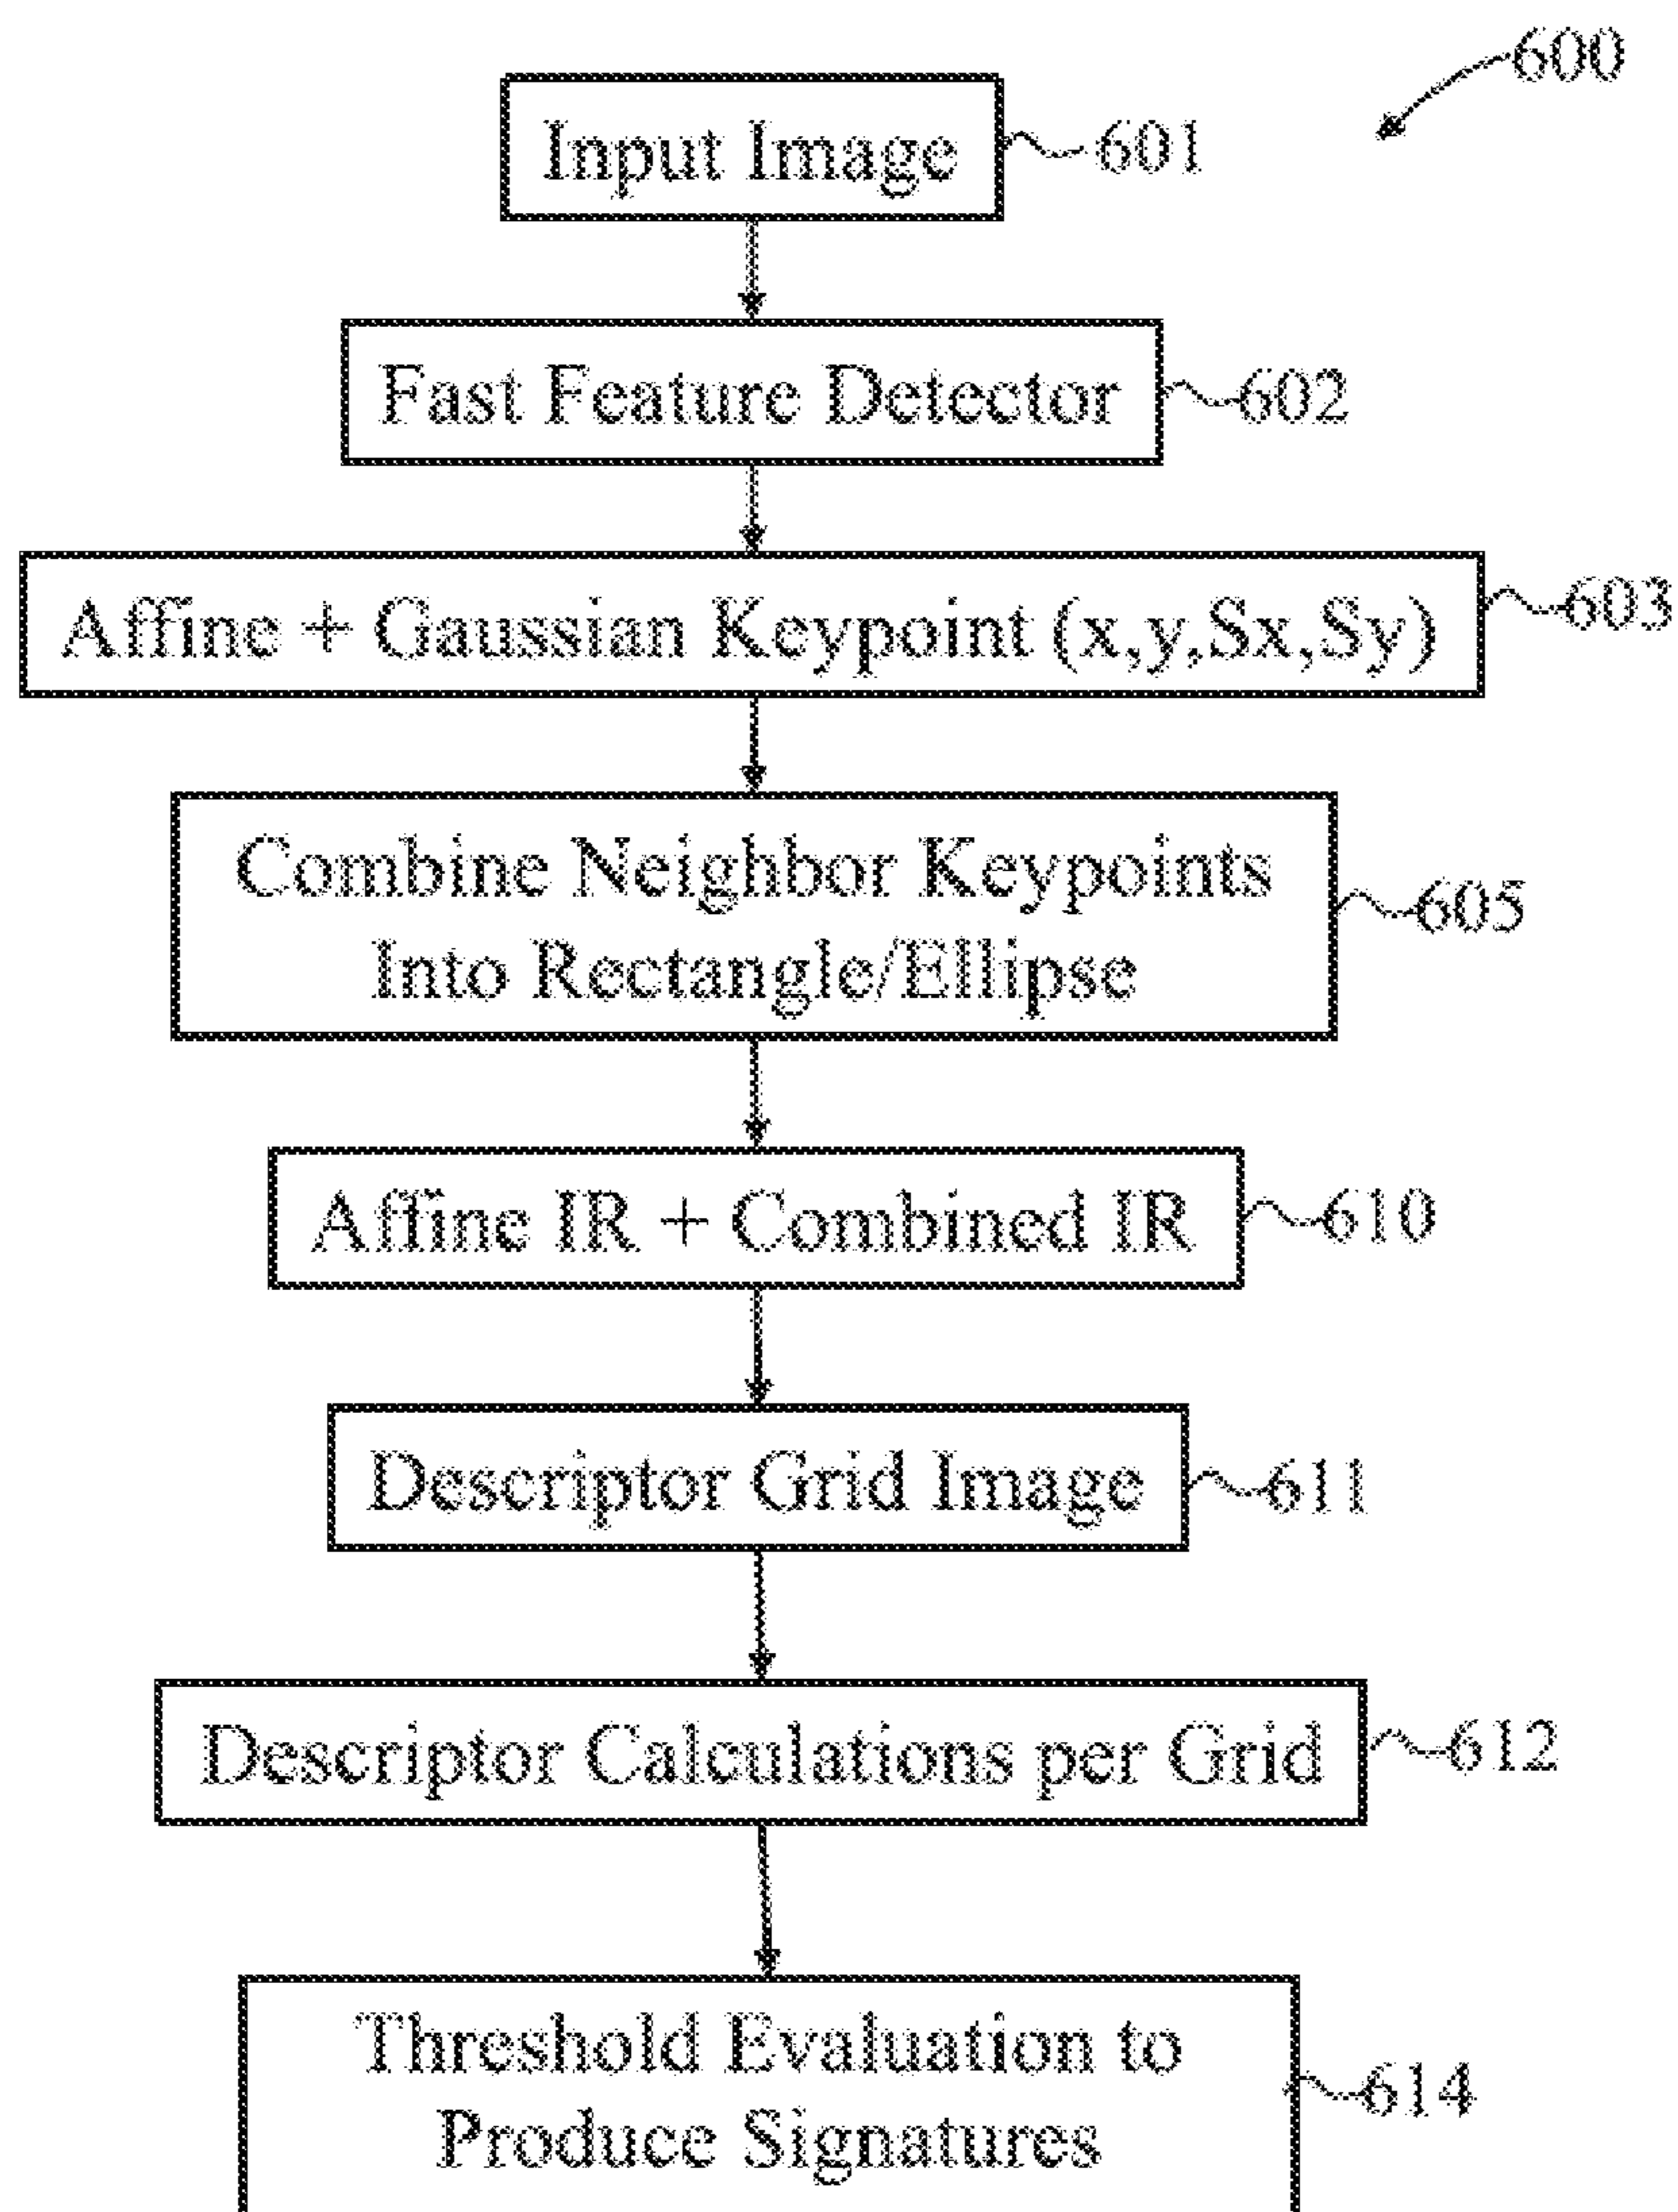 600
Input Image 601
Fast Feature Detector 602
Affine + Gaussian Keypoint (x,y,Sx,Sy) 603
Combine Neighbor Keypoints
Into Rectangle/Ellipse
605
Affine IR + Combined IR 610
Descriptor Grid Image 611
Descriptor Calculations per Grid 612
Threshold Evaluation to
Produce Signatures
614